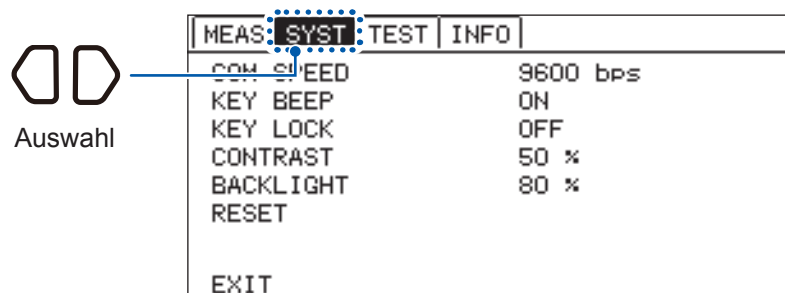 MEAS SYST TEST INFO
COM SPEED 9600 bps
KEY BEEP ON
KEY LOCK OFF
CONTRAST 50 %
BACKLIGHT 80 %
RESET
EXIT
Auswahl